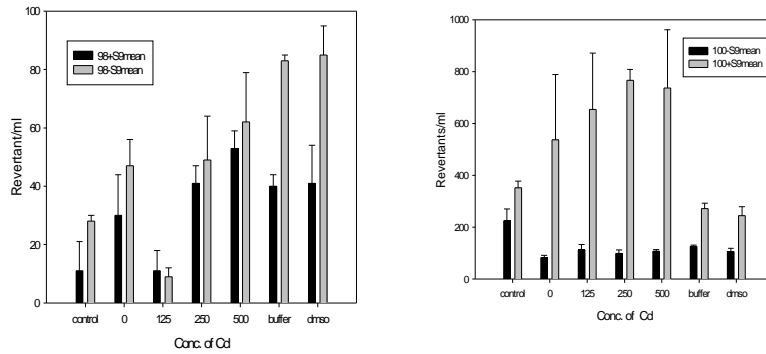 100
80
60
40
20
0
Revertant/ml
98+S9mean
98-S9mean
control 0 125 250 500 buffer dmso
Conc. of Cd
1000
800
600
400
200
0
Revertants/ml
100-S9mean
100+S9mean
control 0 125 250 500 buffer dmso
Conc. of Cd